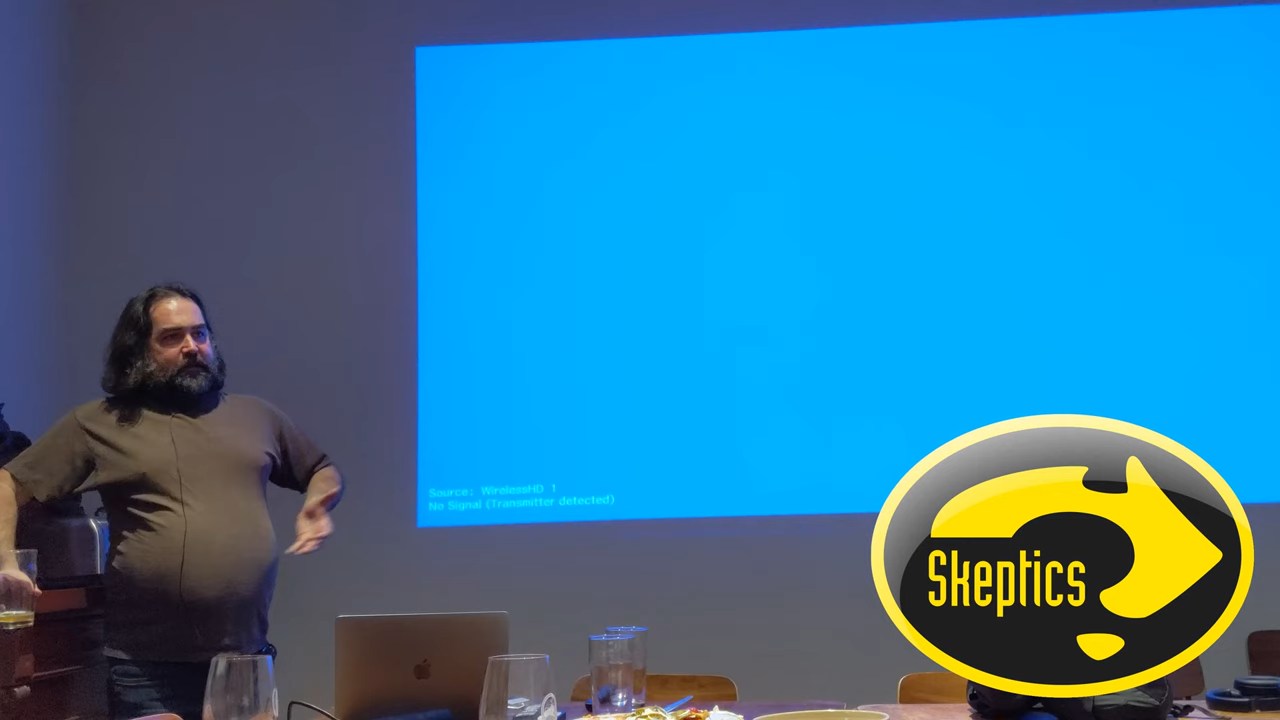 Source: WirelessHD 1
No Signal (Transmitter detected)
Skeptics